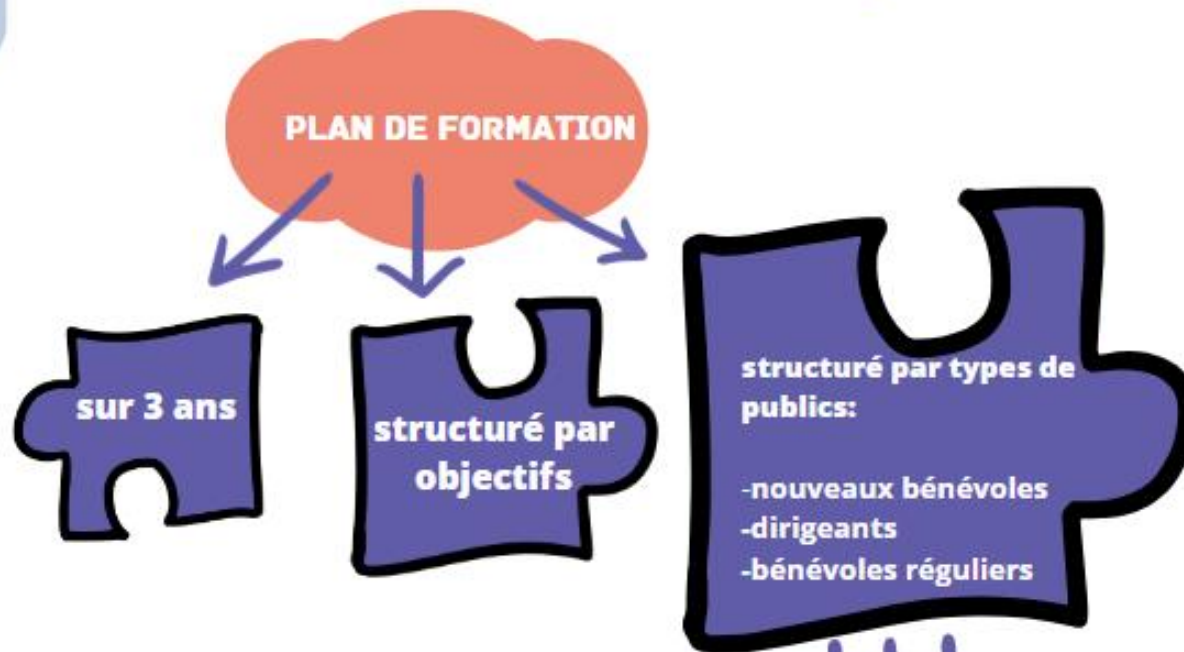 PLAN DE FORMATION
sur 3 ans
structuré par
objectifs
structuré par types de
publics:
-nouveaux bénévoles
-dirigeants
-bénévoles réguliers